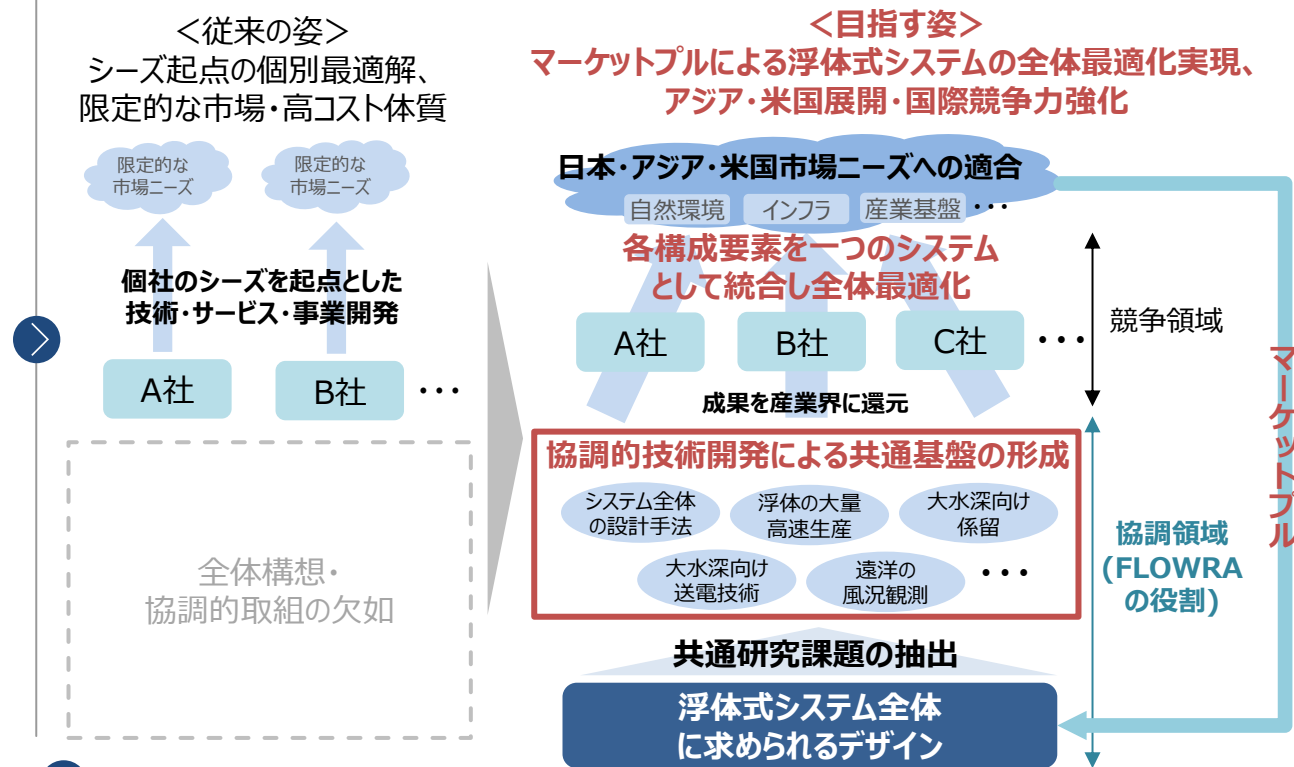 ＜従来の姿＞
シーズ起点の個別最適解、
限定的な市場・高コスト体質
限定的な
市場ニーズ
限定的な
市場ニーズ
個社のシーズを起点とした
技術・サービス・事業開発
A社
B社
・・・
全体構想・
協調的取組の欠如
＜目指す姿＞
マーケットプルによる浮体式システムの全体最適化実現、
アジア・米国展開・国際競争力強化
日本・アジア・米国市場ニーズへの適合
自然環境
インフラ
産業基盤
・・・
各構成要素を一つのシステム
として統合し全体最適化
A社
B社
C社
・・・
競争領域
成果を産業界に還元
協調的技術開発による共通基盤の形成
システム全体
の設計手法
浮体の大量
高速生産
大水深向け
係留
大水深向け
送電技術
遠洋の
風況観測
・・・
協調領域
(FLOWRA
の役割)
マーケットプル
共通研究課題の抽出
浮体式システム全体
に求められるデザイン